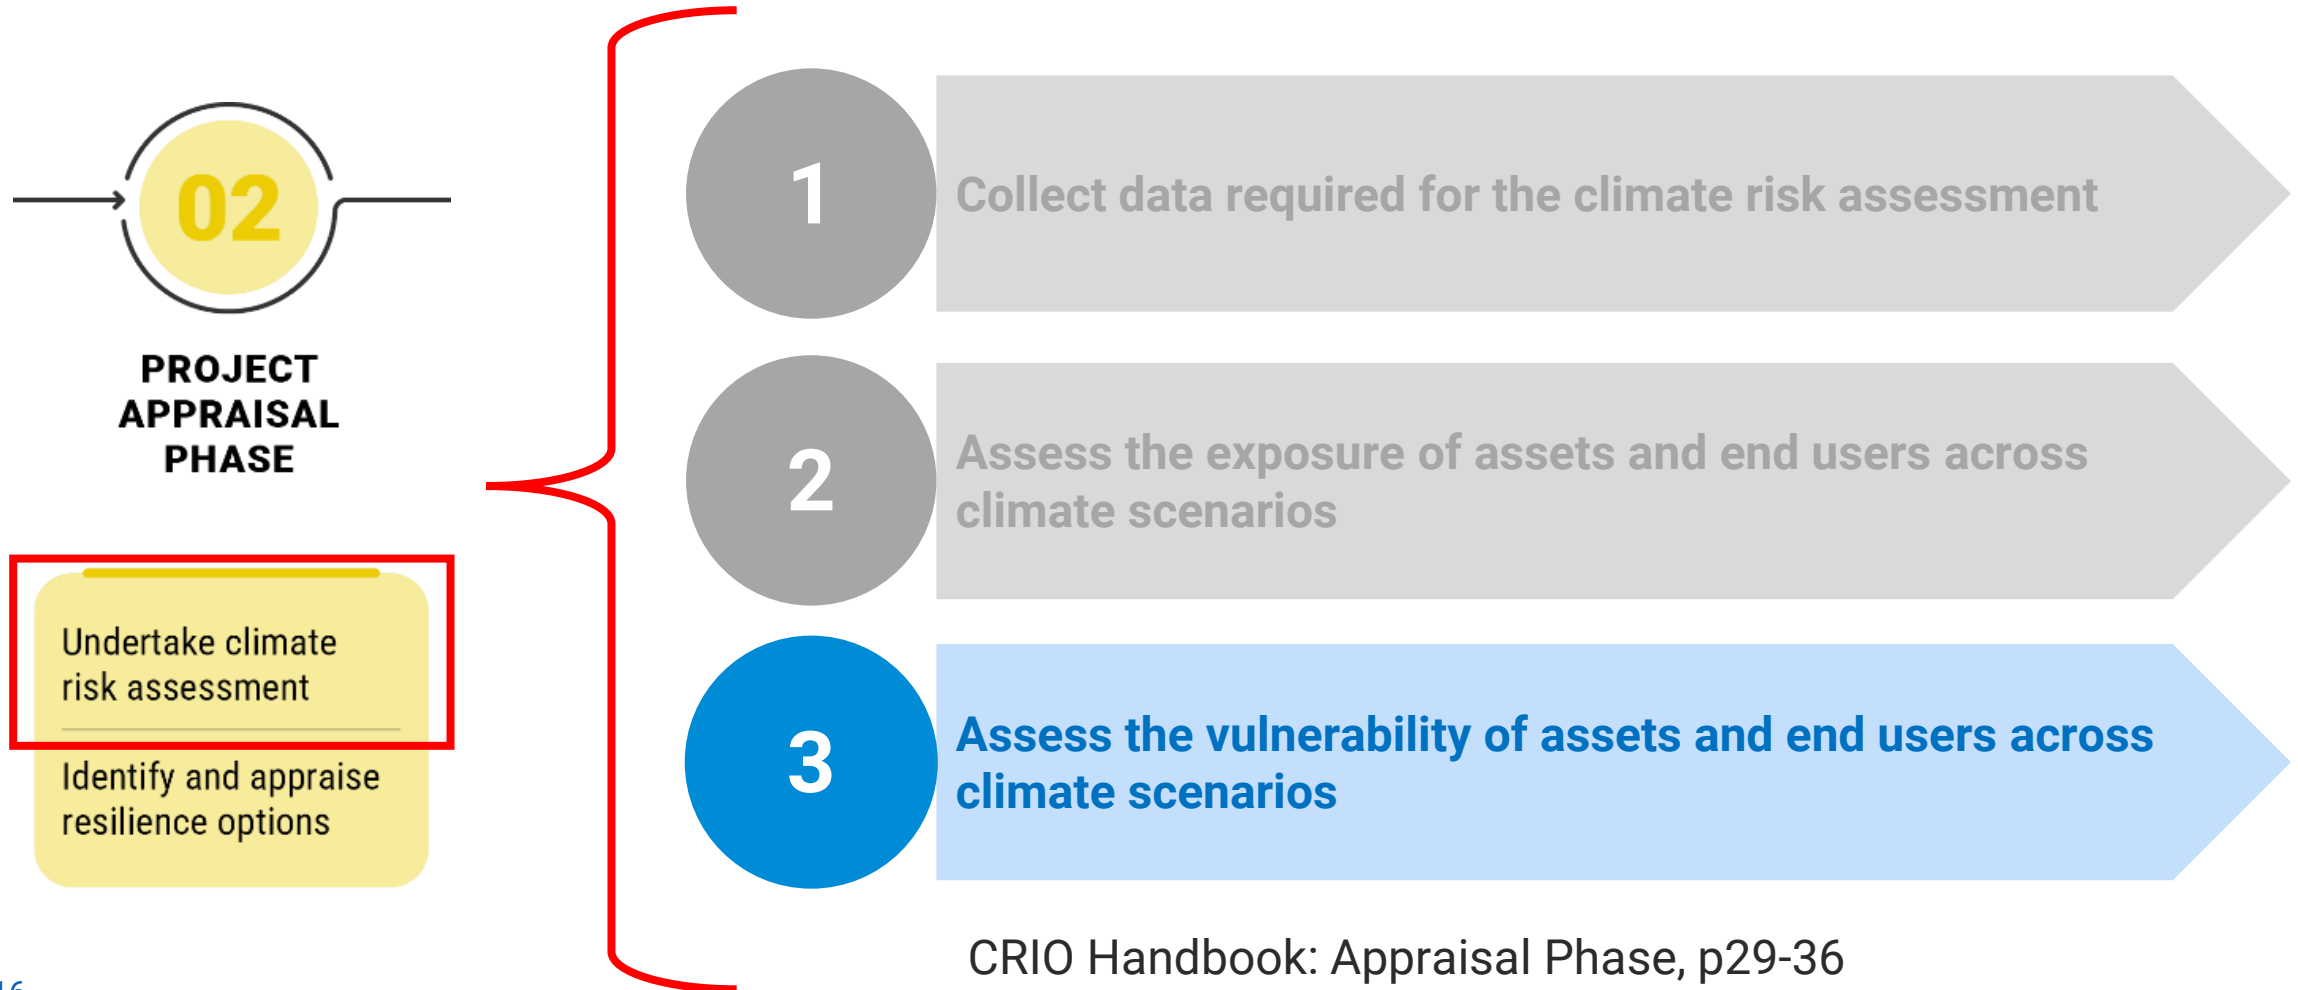 02
PROJECT
APPRAISAL
PHASE
Undertake climate
risk assessment
Identify and appraise
resilience options
1
Collect data required for the climate risk assessment
2
Assess the exposure of assets and end users across
climate scenarios
3
Assess the vulnerability of assets and end users across
climate scenarios
CRIO Handbook: Appraisal Phase, p29-36